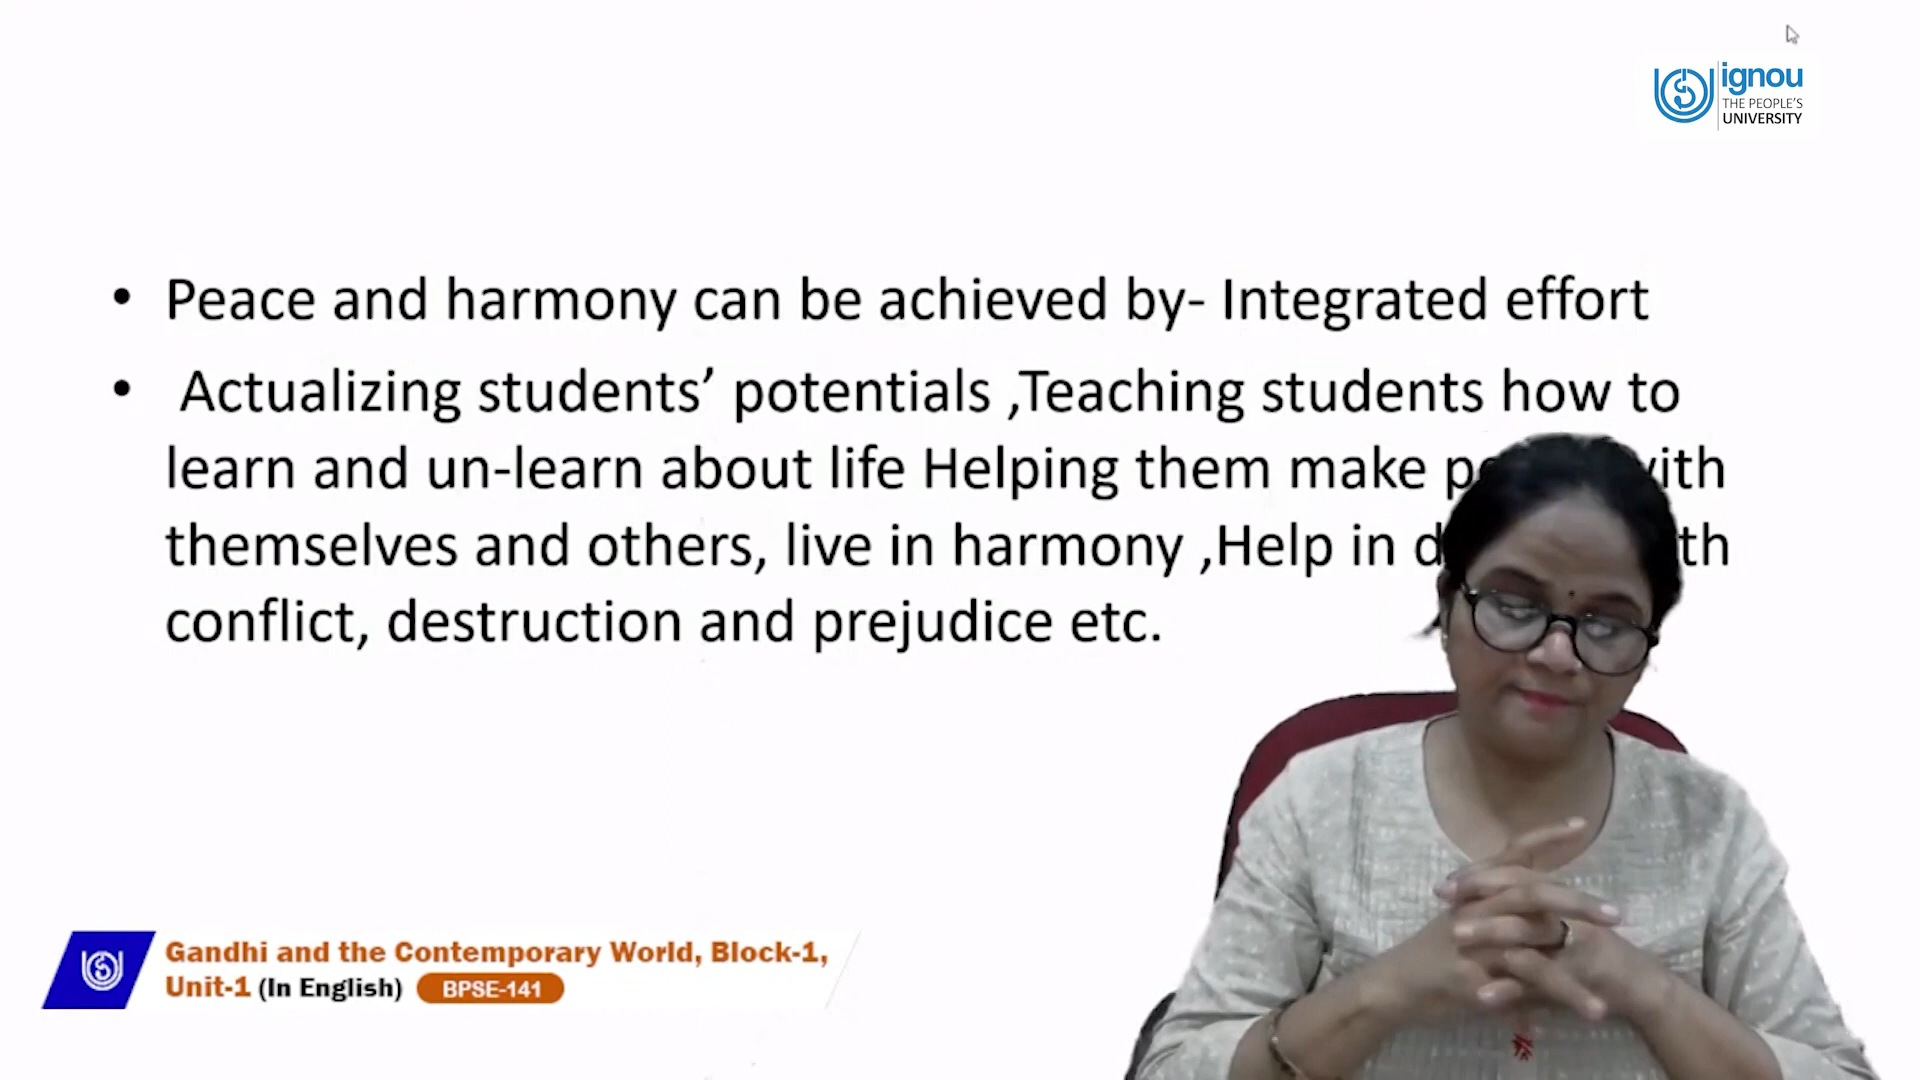 ignou
THE PEOPLE'S
UNIVERSITY
• Peace and harmony can be achieved by- Integrated effort
• Actualizing students’ potentials ,Teaching students how to
learn and un-learn about life Helping them make
themselves and others, live in harmony ,Help in
conflict, destruction and prejudice etc.
Gandhi and the Contemporary World, Block-1,
Unit-1 (In English) BPSE-141